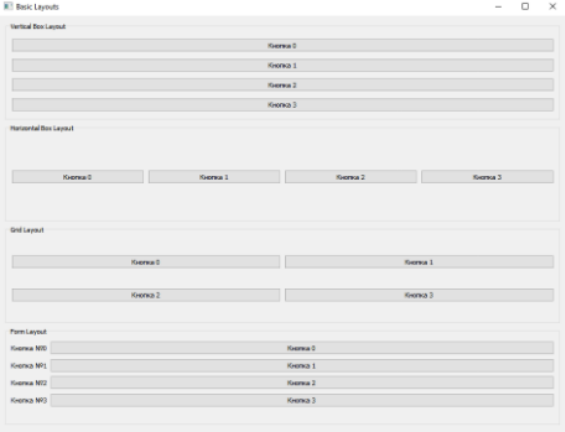 Basic Layouts
Vertical Box Layout
Кнопка 0
Кнопка 1
Кнопка 2
Кнопка 3
Horizontal Box Layout
Кнопка 0 Кнопка 1 Кнопка 2 Кнопка 3
Grid Layout
Кнопка 0 Кнопка 1
Кнопка 2 Кнопка 3
Form Layout
Кнопка №0 Кнопка 0
Кнопка №1 Кнопка 1
Кнопка №2 Кнопка 2
Кнопка №3 Кнопка 3